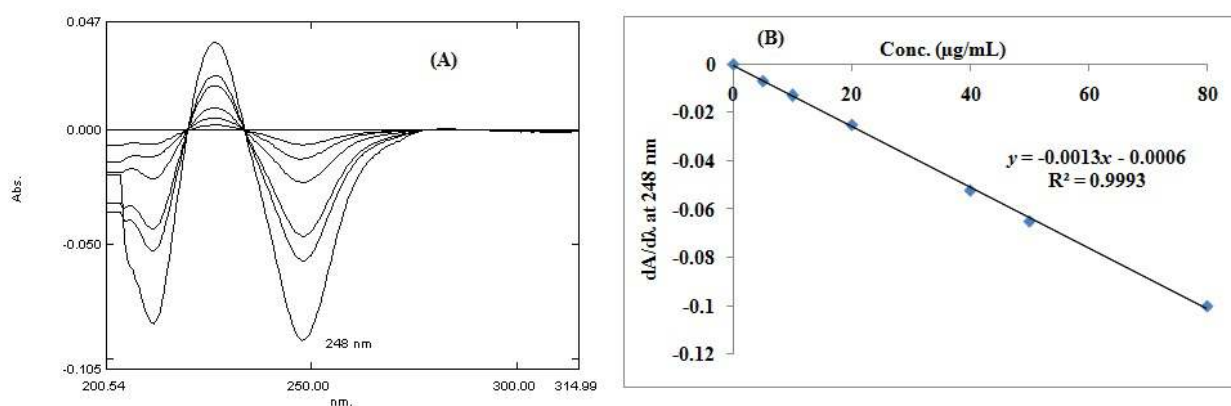 0.047
(A)
0.000
Abs.
-0.050
248 nm
-0.105
200.54
250.00
300.00
314.99
nm.
(B)
Conc. (µg/mL)
0
0
20
40
60
80
-0.02
-0.04
-0.06
-0.08
-0.1
-0.12
dA/dλ at 248 nm
y = -0.0013x - 0.0006
R² = 0.9993